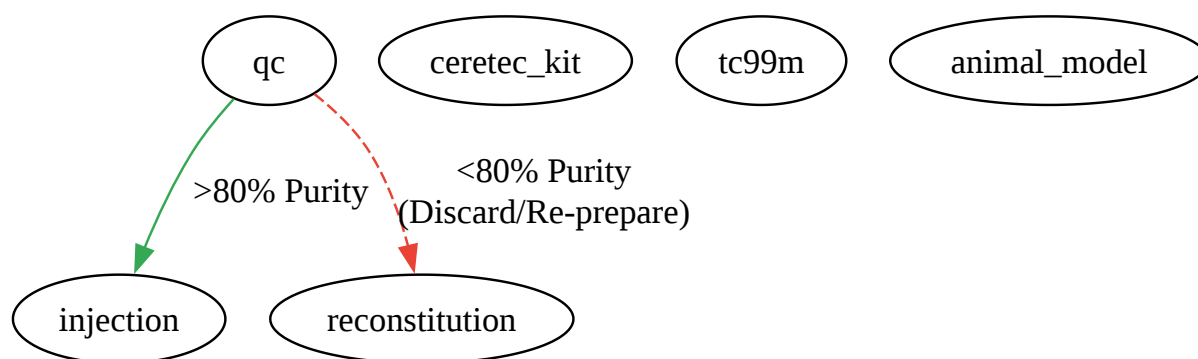 qc
ceretec_kit
tc99m
animal_model
>80% Purity
<80% Purity
(Discard/Re-prepare)
injection
reconstitution